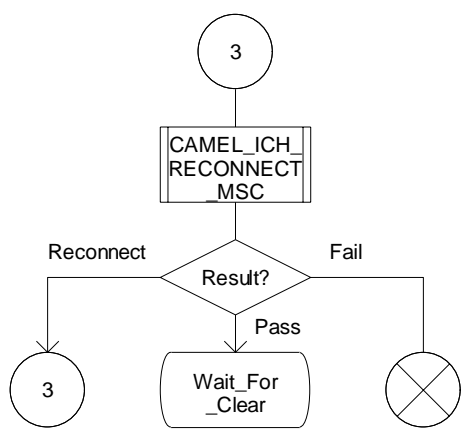 3
CAMEL_ICH_
RECONNECT
_MSC
Reconnect
Fail
Result?
Pass
3
Wait_For
_Clear